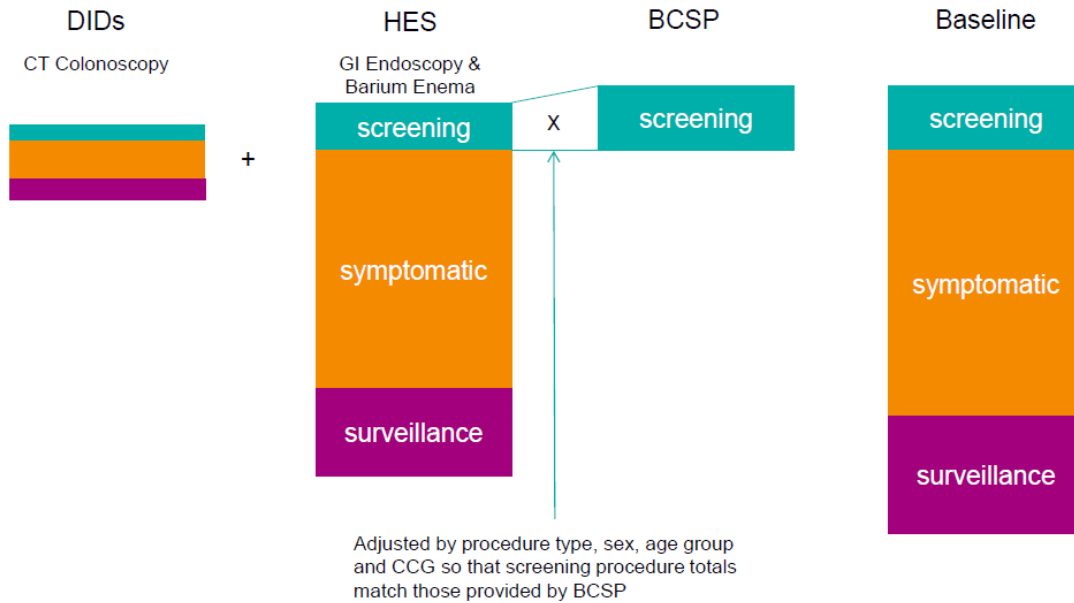 DIDs
CT Colonoscopy
+
HES
GI Endoscopy &
Barium Enema
screening
symptomatic
surveillance
X
BCSP
screening
Adjusted by procedure type, sex, age group
and CCG so that screening procedure totals
match those provided by BCSP
Baseline
screening
symptomatic
surveillance